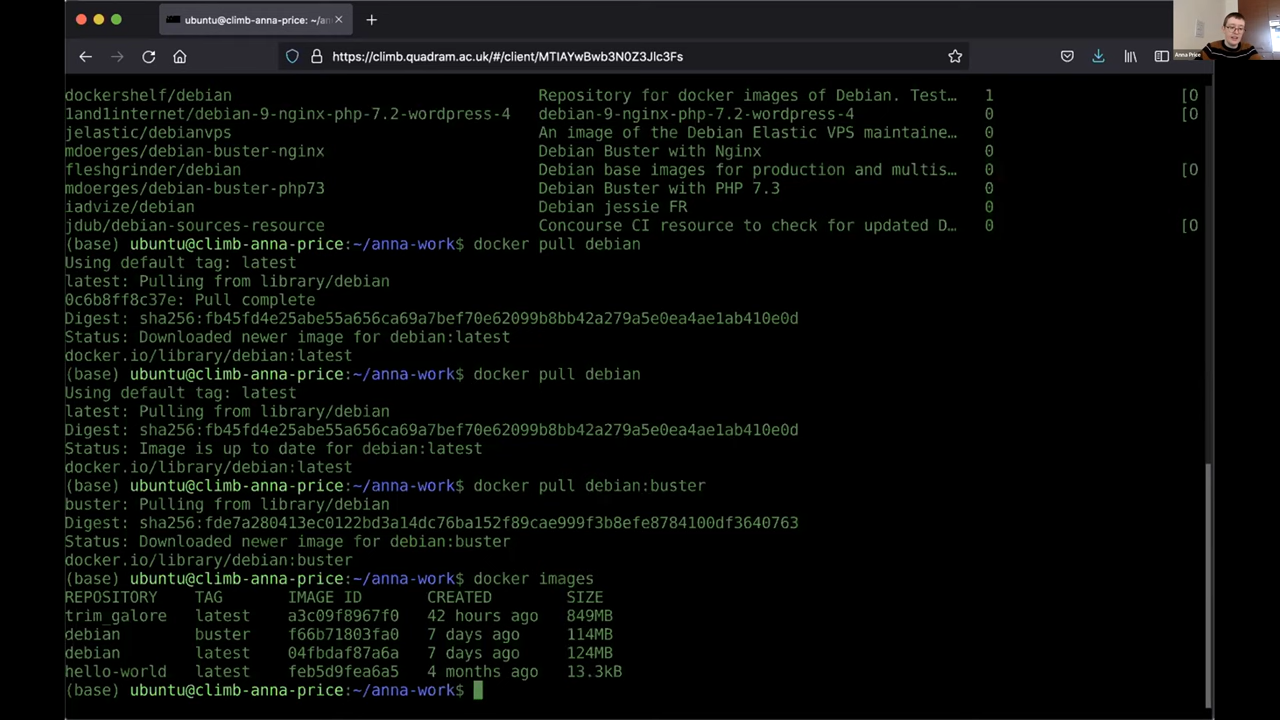 ubuntu@climb-anna-price: ~/an
https://climb.quadram.ac.uk/#/client/MTIAYwBwb3N0Z3Jlc3Fs
Anna Price
dockershelf/debian Repository for docker images of Debian. Test… 1 [O
1and1internet/debian-9-nginx-php-7.2-wordpress-4 debian-9-nginx-php-7.2-wordpress-4 0 [O
jelastic/debianvps An image of the Debian Elastic VPS maintaine… 0
mdoerges/debian-buster-nginx Debian Buster with Nginx 0
fleshgrinder/debian Debian base images for production and multis… 0 [O
mdoerges/debian-buster-php73 Debian Buster with PHP 7.3 0
iadvize/debian Debian jessie FR 0
jdub/debian-sources-resource Concourse CI resource to check for updated D… 0 [O
(base) ubuntu@climb-anna-price:~/anna-work$ docker pull debian
Using default tag: latest
latest: Pulling from library/debian
0c6b8ff8c37e: Pull complete
Digest: sha256:fb45fd4e25abe55a656ca69a7bef70e62099b8bb42a279a5e0ea4ae1ab410e0d
Status: Downloaded newer image for debian:latest
docker.io/library/debian:latest
(base) ubuntu@climb-anna-price:~/anna-work$ docker pull debian
Using default tag: latest
latest: Pulling from library/debian
Digest: sha256:fb45fd4e25abe55a656ca69a7bef70e62099b8bb42a279a5e0ea4ae1ab410e0d
Status: Image is up to date for debian:latest
docker.io/library/debian:latest
(base) ubuntu@climb-anna-price:~/anna-work$ docker pull debian:buster
buster: Pulling from library/debian
Digest: sha256:fde7a280413ec0122bd3a14dc76ba152f89cae999f3b8efe8784100df3640763
Status: Downloaded newer image for debian:buster
docker.io/library/debian:buster
(base) ubuntu@climb-anna-price:~/anna-work$ docker images
REPOSITORY TAG IMAGE ID CREATED SIZE
trim_galore latest a3c09f8967f0 42 hours ago 849MB
debian buster f66b71803fa0 7 days ago 114MB
debian latest 04fbdaf87a6a 7 days ago 124MB
hello-world latest feb5d9fea6a5 4 months ago 13.3kB
(base) ubuntu@climb-anna-price:~/anna-work$